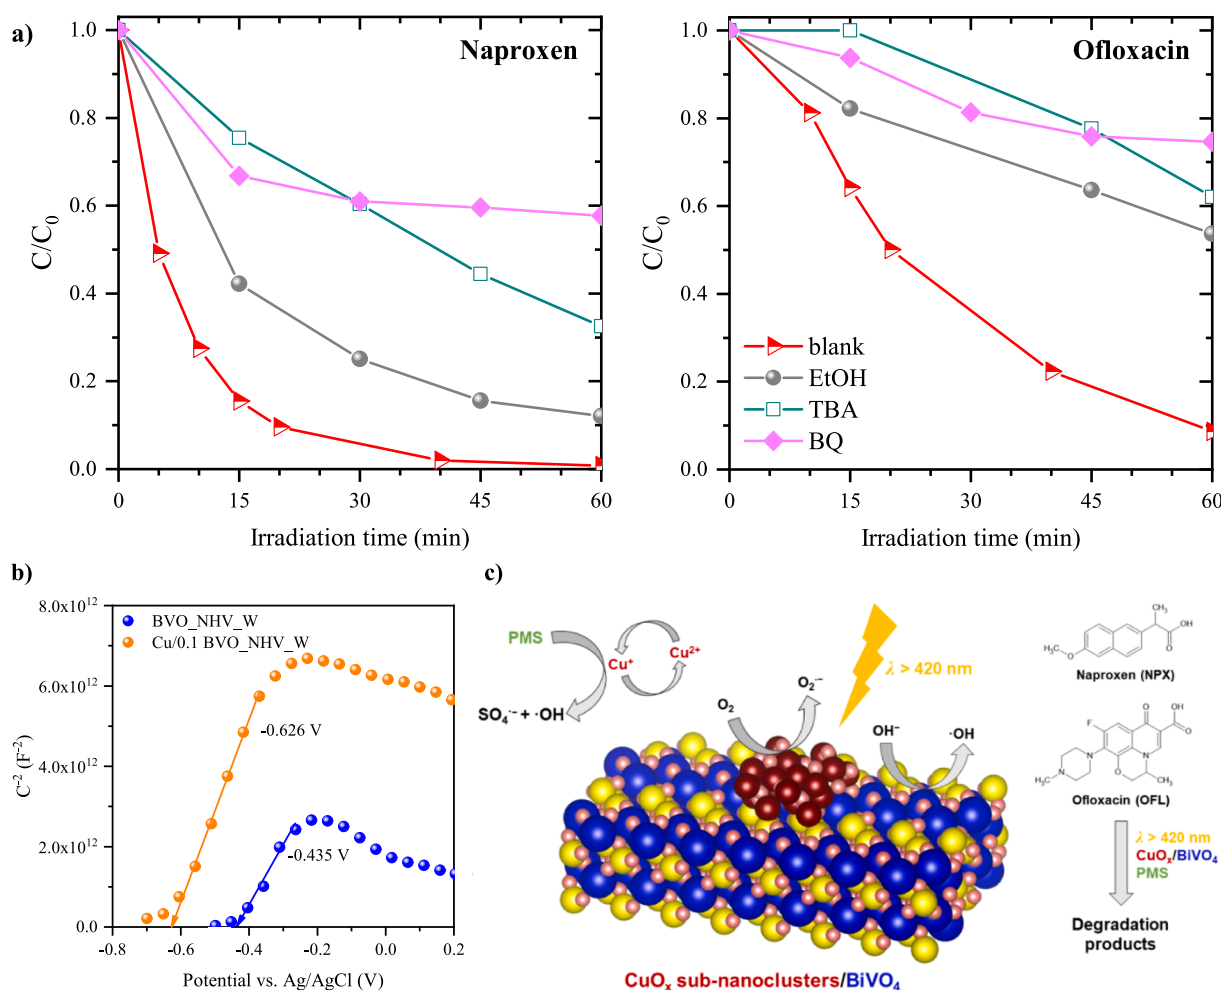 a)
Naproxen
1.0
0.8
0.6
0.4
0.2
0.0
C/C0
0 15 30 45 60
Irradiation time (min)
Ofloxacin
1.0
0.8
0.6
0.4
0.2
0.0
C/C0
blank
EtOH
TBA
BQ
0 15 30 45 60
Irradiation time (min)
b)
8.0x10^12
6.0x10^12
4.0x10^12
2.0x10^12
0.0
C^-2 (F^-2)
BVO_NHV_W
Cu/0.1 BVO_NHV_W
-0.626 V
-0.435 V
-0.8 -0.6 -0.4 -0.2 0.0 0.2
Potential vs. Ag/AgCl (V)
c)
PMS
Cu+
Cu2+
SO4·− + ·OH
O2
O2·−
λ > 420 nm
OH−
·OH
CuOx sub-nanoclusters/BiVO4
CH3
OH
O
H3C
O
Naproxen (NPX)
O
O
F
OH
N
N
N
H3C
O
CH3
Ofloxacin (OFL)
λ > 420 nm
CuOx/BiVO4
PMS
Degradation
products